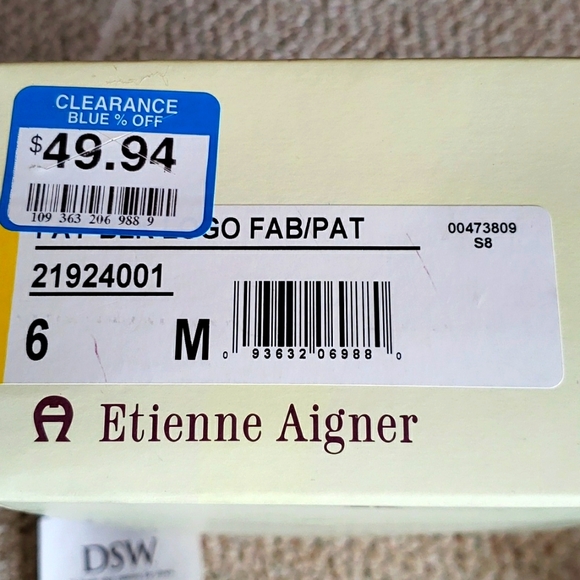 CLEARANCE
BLUE % OFF
$49.94
109 363 206 988 9
FAB/PAT
00473809
S8
21924001
6 M
0 93632 06988 0
Etienne Aigner
DSW